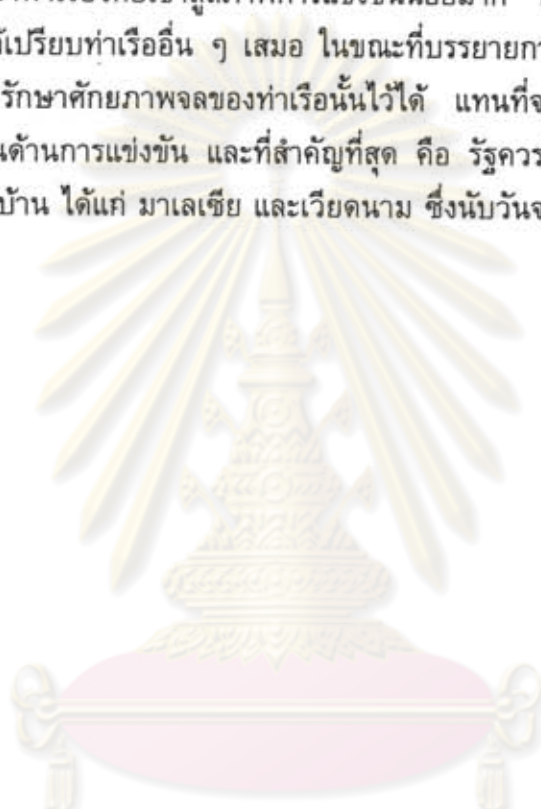 ได้เปรียบท่าเรืออื่น ๆ เสมอ ในขณะที่บรรยาย
รักษาศักยภาพจลของท่าเรือนั้นไว้ได้ แทนที่จ
ด้านการแข่งขัน และที่สำคัญที่สุด คือ รัฐควร
บ้าน ได้แก่ มาเลเซีย และเวียดนาม ซึ่งนับวันจ